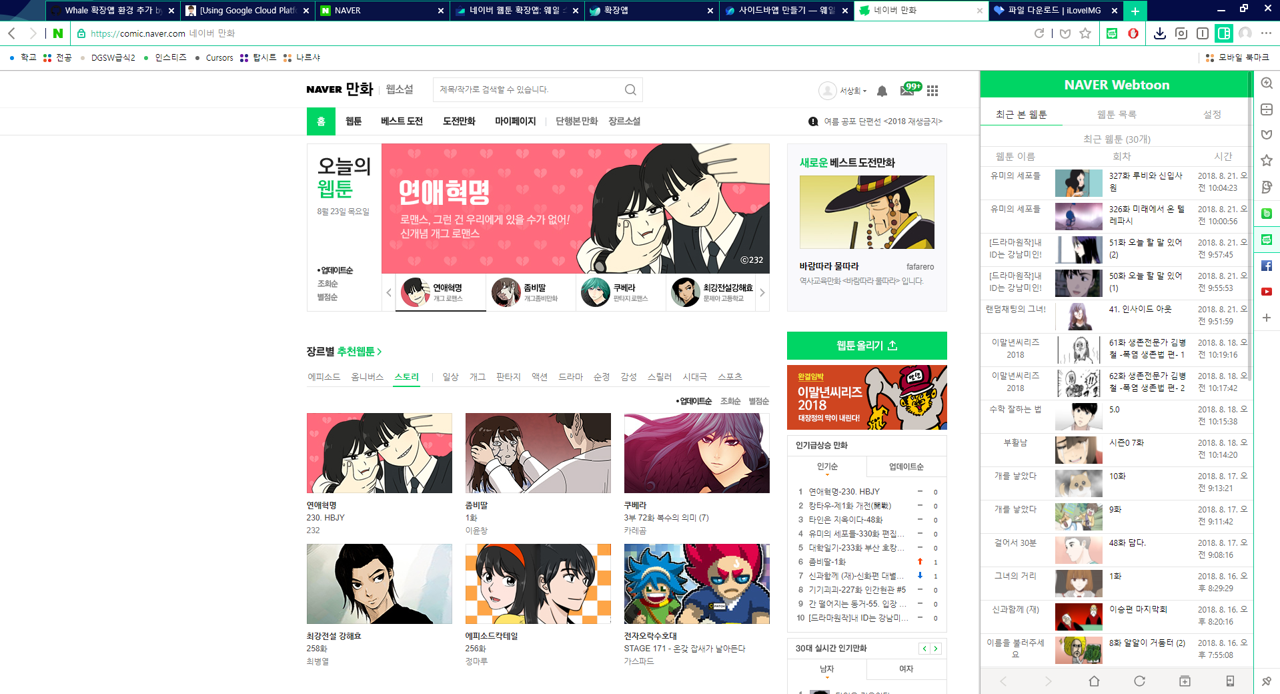 Whale 확장앱 환경 추가 by
[Using Google Cloud Platf
NAVER
네이버 웹툰 확장앱: 웨일
확장앱
사이드바앱 만들기 — 웨일
네이버 만화
파일 다운로드 | iLoveIMG
https://comic.naver.com 네이버 만화
학교
전공
DGSW급식2
인스티즈
Cursors
탑시트
나르샤
모바일 북마크
NAVER 만화
웹소설
제목/작가로 검색할 수 있습니다.
서상희
99+
홈
웹툰
베스트 도전
도전만화
마이페이지
단행본 만화
장르소설
여름 공포 단편선 <2018 재생금지>
오늘의
웹툰
8월 23일 목요일
업데이트순
조회순
별점순
연애혁명
로맨스, 그런 건 우리에게 있을 수가 없어!
신개념 개그 로맨스
ⓒ232
연애혁명
개그 로맨스
좀비딸
개그좀비만화
쿠베라
판타지 로맨스
최강전설강해효
문제아 고등학교
새로운 베스트 도전만화
바람따라 물따라
fafarero
역사교육만화 <바람따라 물따라> 입니다.
장르별 추천웹툰
에피소드
옴니버스
스토리
일상
개그
판타지
액션
드라마
순정
감성
스릴러
시대극
스포츠
업데이트순
조회순
별점순
연애혁명
230. HBJY
232
좀비딸
1화
이윤창
쿠베라
3부 72화 복수의 의미 (7)
카레곰
최강전설 강해효
258화
최병열
에피소드칵테일
256화
정마루
전자오락수호대
STAGE 171 - 온갖 잡새가 날아든다
가스파드
웹툰 올리기
완결임박
이말년씨리즈
2018
대장정의 막이 내린다!
인기급상승 만화
인기순
업데이트순
1 연애혁명-230. HBJY 0
2 캉타우-제1화 개전(開戰) 0
3 타인은 지옥이다-48화 0
4 유미의 세포들-330화 편집... 0
5 대학일기-233화 부산 호캉... 0
6 좀비딸-1화 1
7 신과함께 (재)-신화편 대별... 1
8 기기괴괴-227화 인간현관 #5 0
9 간 떨어지는 동거-55. 입장 ... 0
10 [드라마원작]내 ID는 강남미... 0
30대 실시간 인기만화
남자
여자
NAVER Webtoon
최근 본 웹툰
웹툰 목록
설정
최근 웹툰 (30개)
웹툰 이름
회차
시간
유미의 세포들
327화 루비와 신입사
원
2018. 8. 21. 오
전 10:04:23
유미의 세포들
326화 미래에서 온 텔
레파시
2018. 8. 21. 오
전 10:00:56
[드라마원작]내
ID는 강남미인!
51화 오늘 할 말 있어
(2)
2018. 8. 21. 오
전 9:57:45
[드라마원작]내
ID는 강남미인!
50화 오늘 할 말 있어
(1)
2018. 8. 21. 오
전 9:55:53
랜덤채팅의 그녀!
41. 인사이드 아웃
2018. 8. 21. 오
전 9:51:59
이말년씨리즈
2018
61화 생존전문가 김병
철 -폭염 생존법 편- 1
2018. 8. 18. 오
전 10:19:16
이말년씨리즈
2018
62화 생존전문가 김병
철 -폭염 생존법 편- 2
2018. 8. 18. 오
전 10:17:42
수학 잘하는 법
5.0
2018. 8. 18. 오
전 10:15:38
부활남
시즌0 7화
2018. 8. 18. 오
전 10:14:20
개를 낳았다
10화
2018. 8. 17. 오
전 9:13:21
개를 낳았다
9화
2018. 8. 17. 오
전 9:11:42
걸어서 30분
48화 담다.
2018. 8. 17. 오
전 9:08:16
그녀의 거리
1화
2018. 8. 16. 오
후 8:29:29
신과함께 (재)
이승편 마지막회
2018. 8. 16. 오
후 8:20:16
이름을 불러주세
요
8화 알알이 거품터 (2)
2018. 8. 16. 오
후 7:55:08